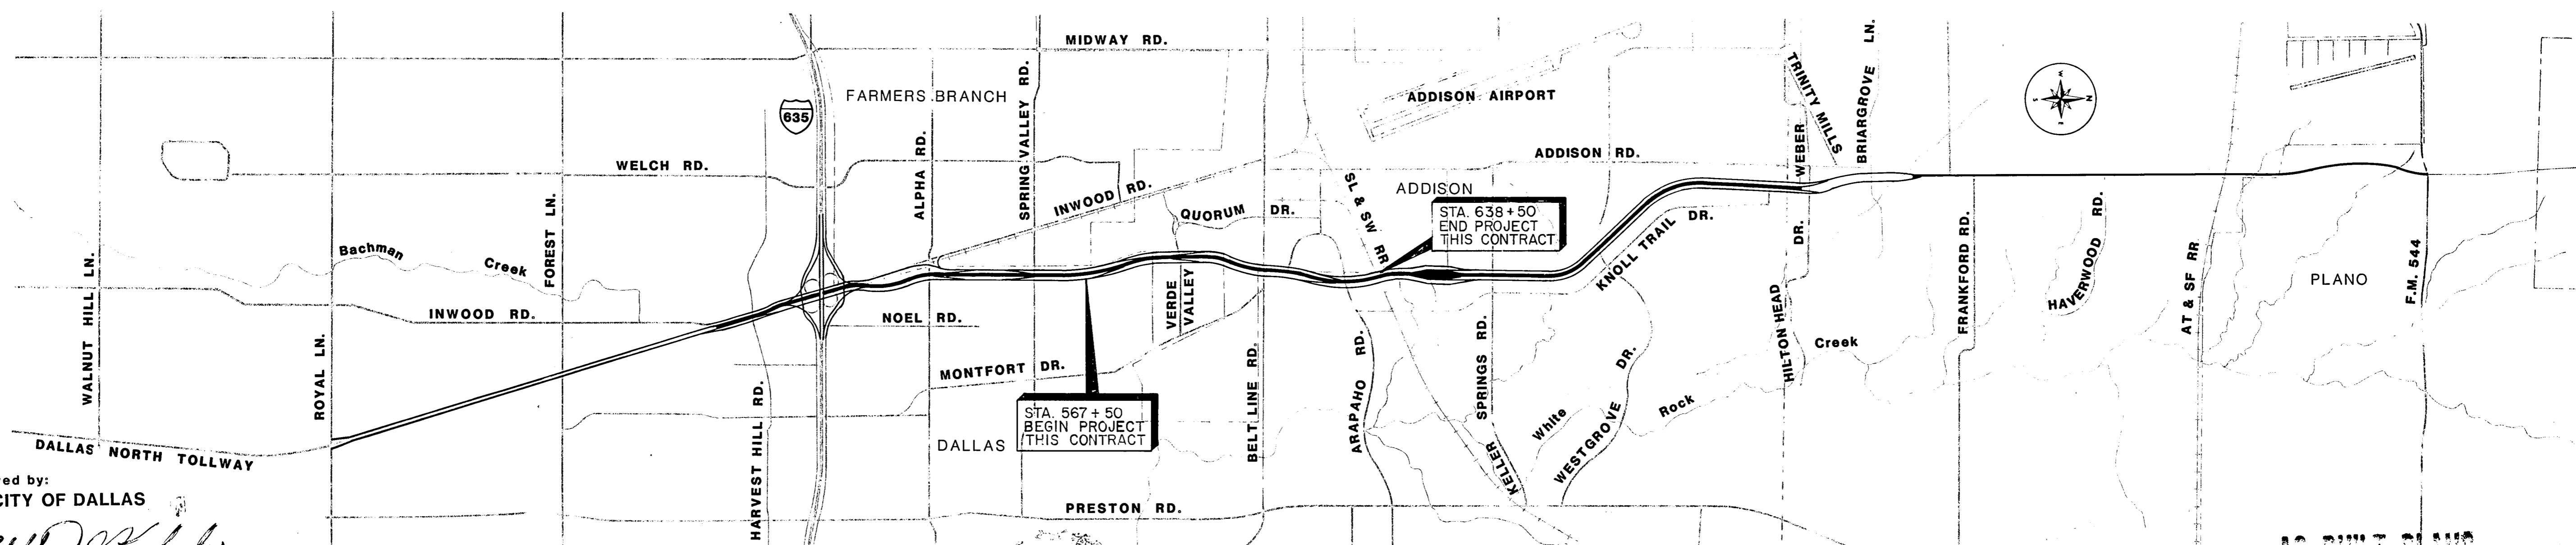 MIDWAY RD.
FARMERS BRANCH
635
WELCH RD.
ALPHA RD.
SPRING VALLEY RD.
INWOOD RD.
QUORUM DR.
ADDISON AIRPORT
ADDISON RD.
ADDISON
SL & SW RR
STA. 638+50
END PROJECT
THIS CONTRACT
TRINITY MILLS
BRIARGROVE LN.
WEBER
DR.
KNOLL TRAIL DR.
W
S
N
E
Bachman
Creek
FOREST LN.
WALNUT HILL LN.
ROYAL LN.
INWOOD RD.
NOEL RD.
VERDE
VALLEY
MONTFORT DR.
HARVEST HILL RD.
STA. 567+50
BEGIN PROJECT
THIS CONTRACT
DALLAS
BELT LINE RD.
ARAPAHO RD.
SPRINGS RD.
KELLER
WESTGROVE DR.
White
Rock
Creek
HILTON HEAD
FRANKFORD RD.
HAVERWOOD RD.
AT & SF RR
PLANO
F.M. 544
PRESTON RD.
DALLAS NORTH TOLLWAY
red by:
CITY OF DALLAS